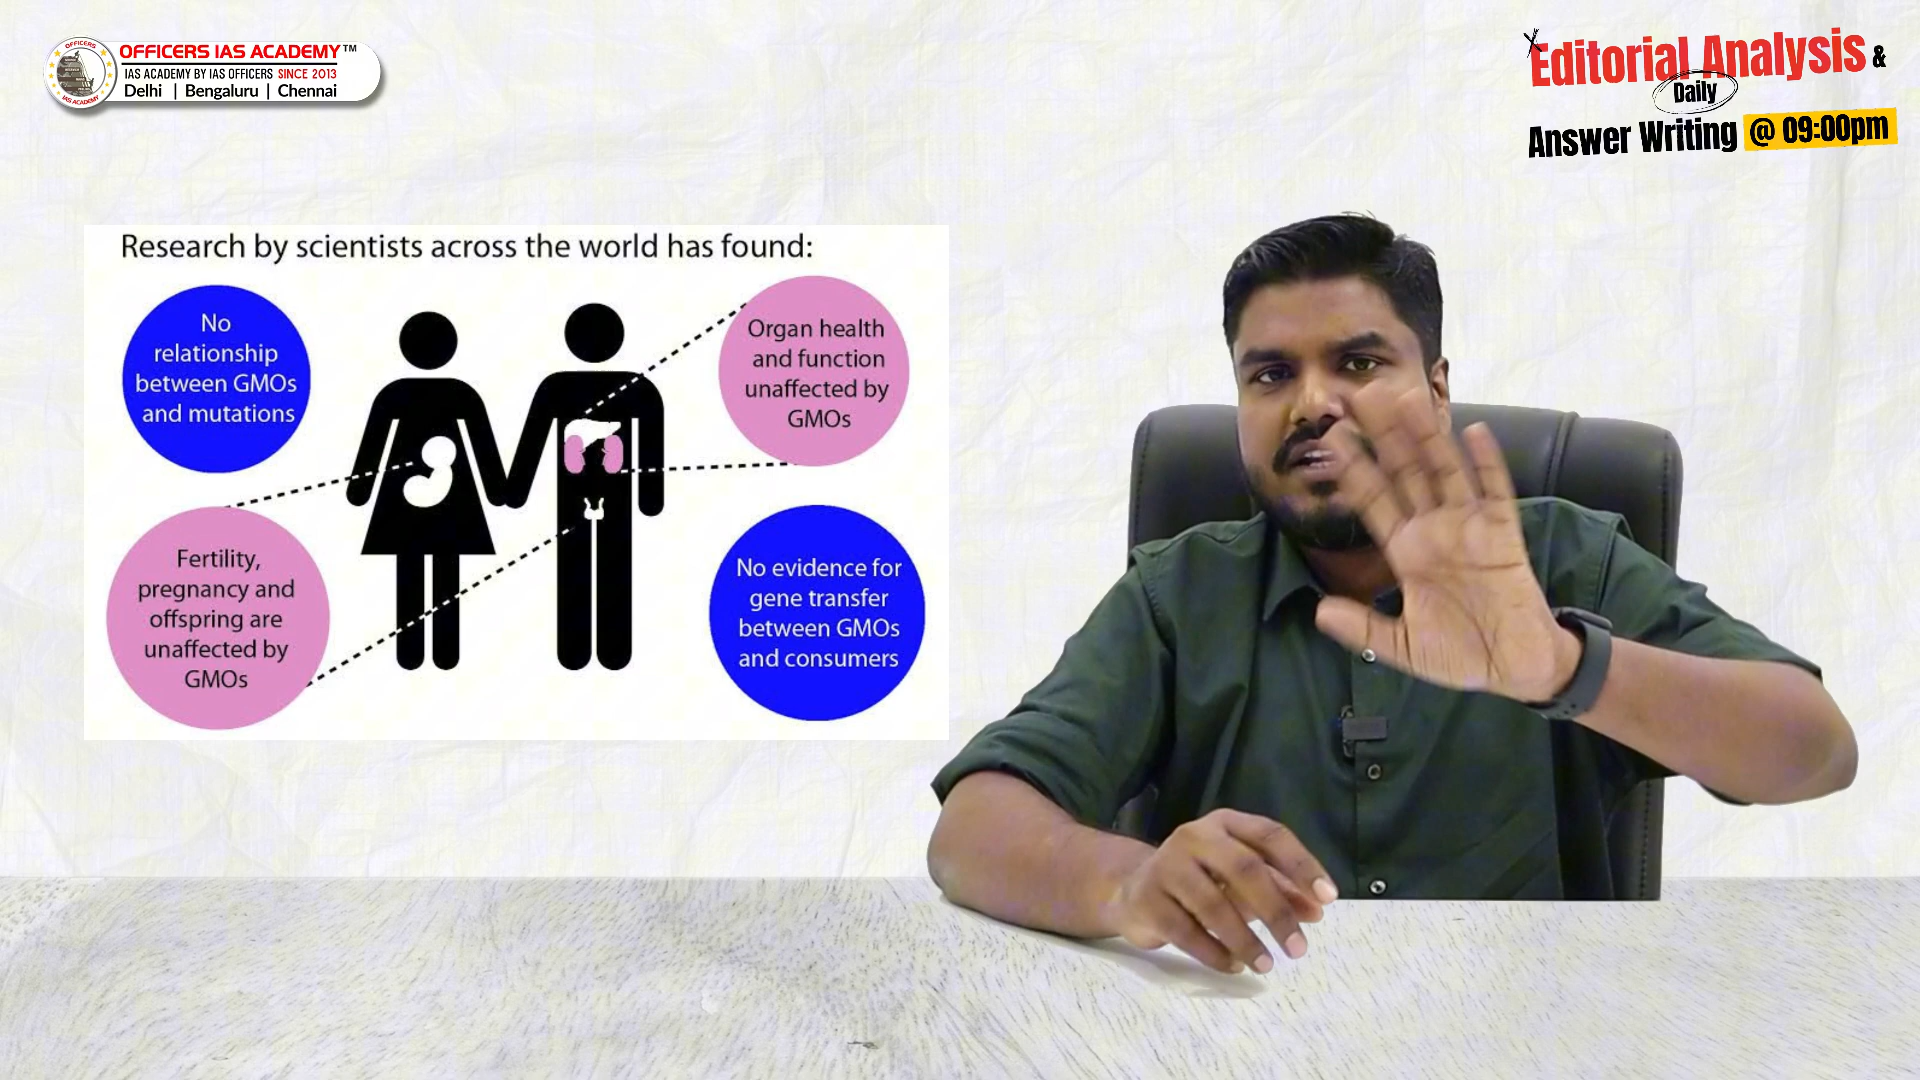 OFFICERS
IAS ACADEMY
OFFICERS IAS ACADEMY™
IAS ACADEMY BY IAS OFFICERS SINCE 2013
Delhi | Bengaluru | Chennai
Editorial Analysis &
Daily
Answer Writing @ 09:00pm
Research by scientists across the world has found:
No
relationship
between GMOs
and mutations
Organ health
and function
unaffected by
GMOs
Fertility,
pregnancy and
offspring are
unaffected by
GMOs
No evidence for
gene transfer
between GMOs
and consumers